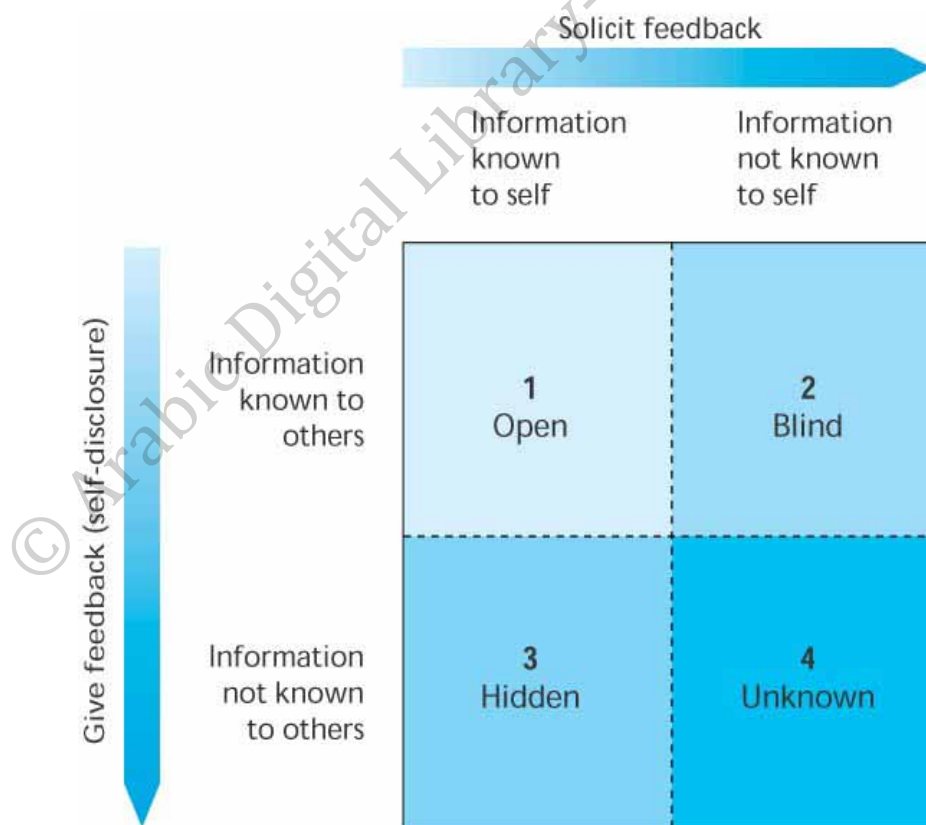 Solicit feedback
Information
known
to self
Information
not known
to self
Give feedback (self-disclosure)
Information
known to
others
1
Open
2
Blind
Information
not known
to others
3
Hidden
4
Unknown
© Arabic Digital Library-